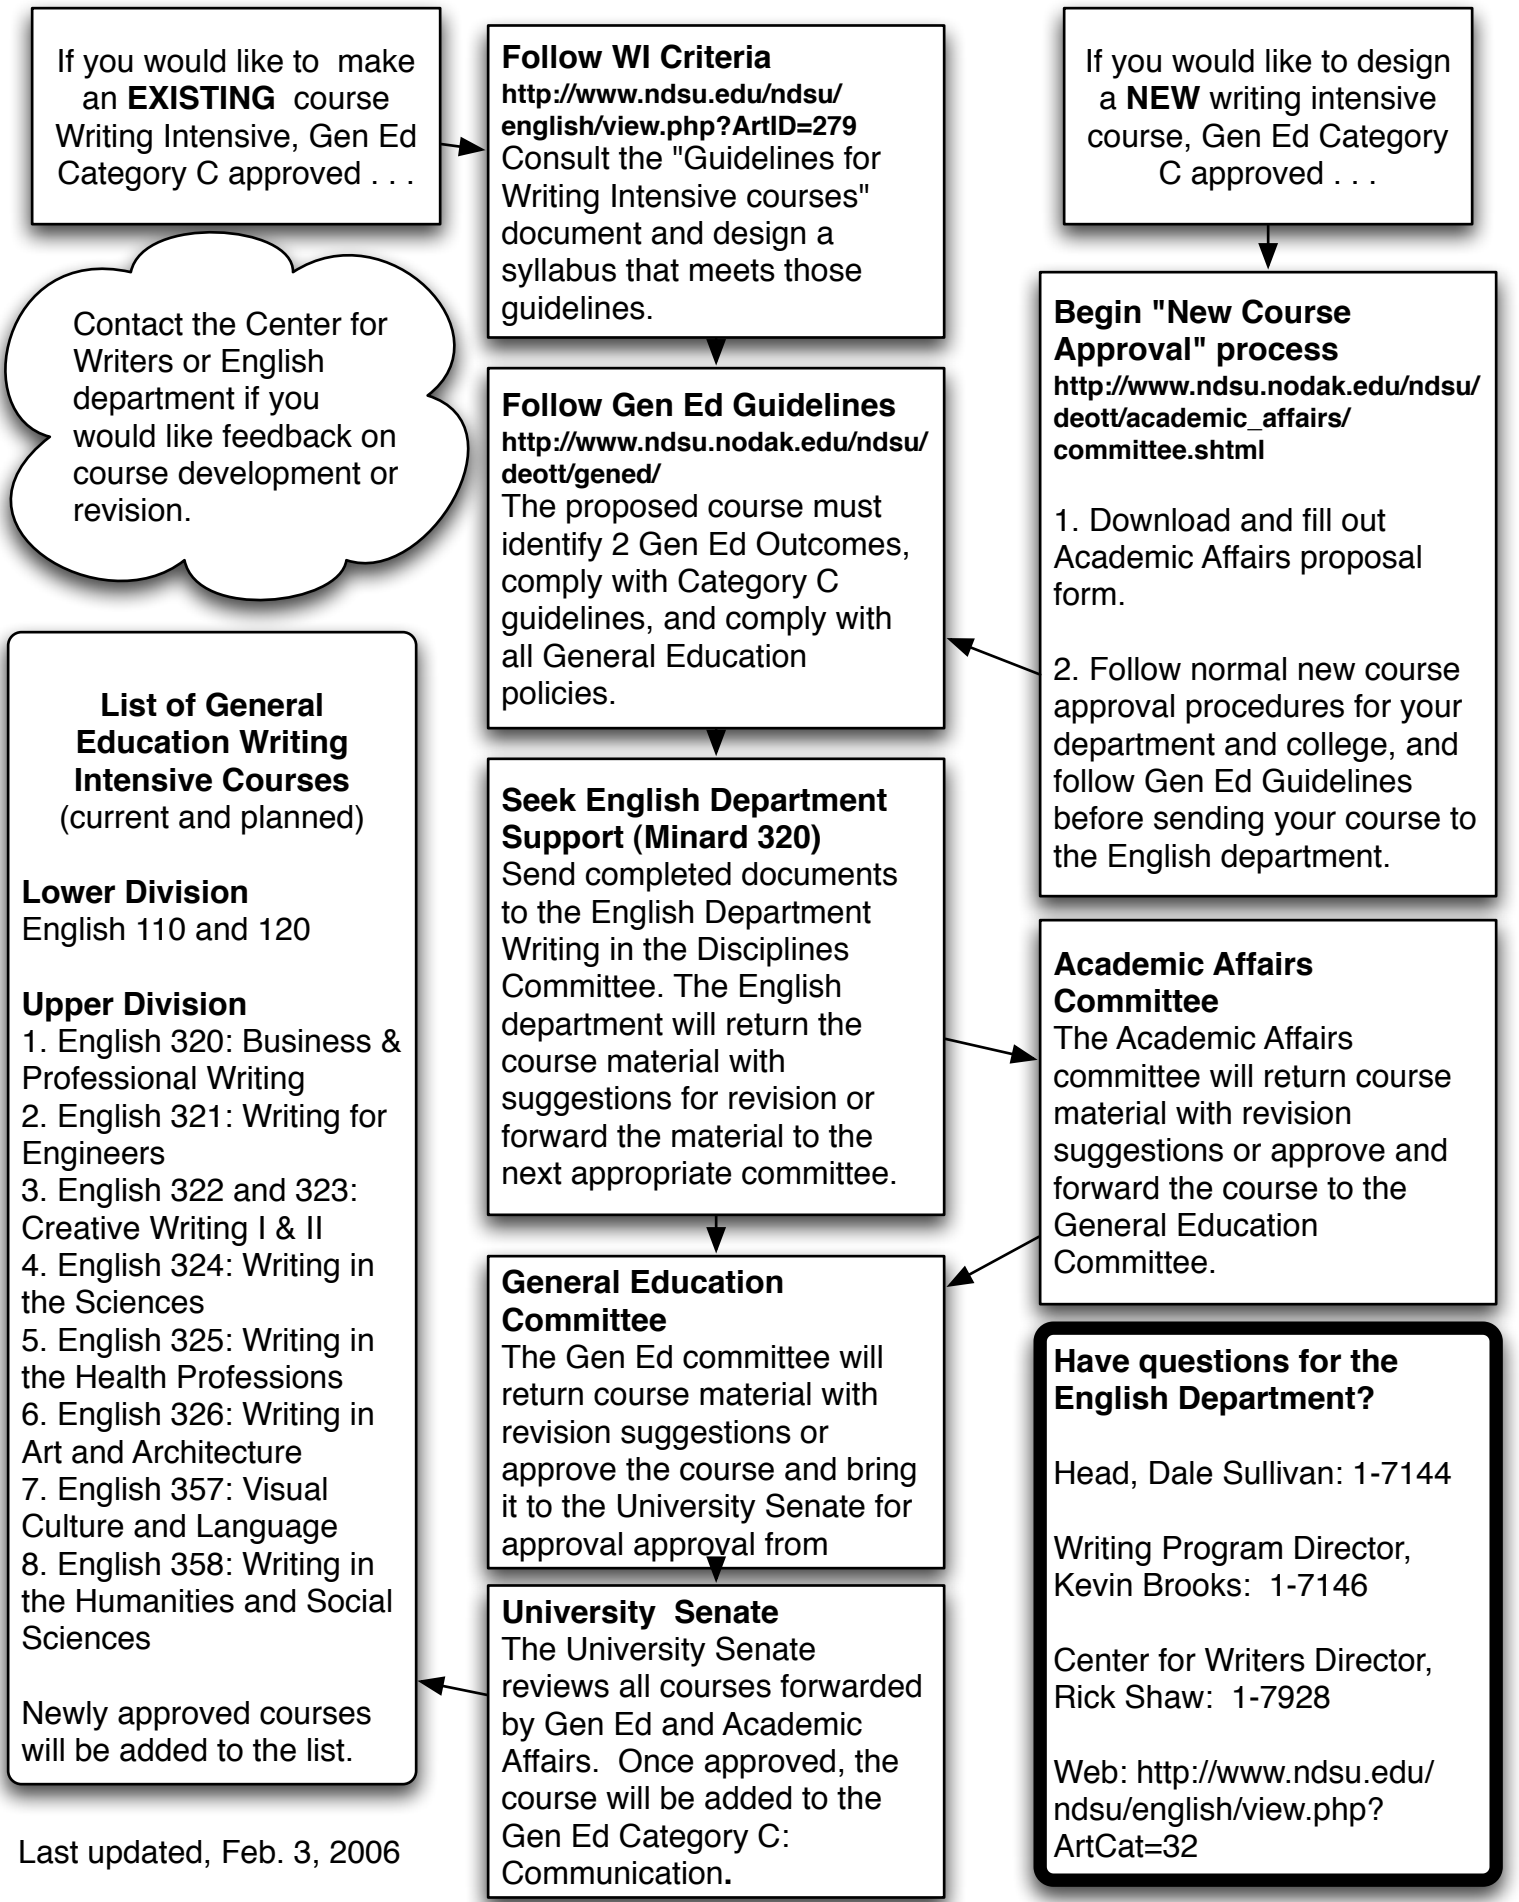 If you would like to  make
an EXISTING  course
Writing Intensive, Gen Ed
Category C approved . . .
Follow WI Criteria
http://www.ndsu.edu/ndsu/
english/view.php?ArtID=279
Consult the "Guidelines for
Writing Intensive courses"
document and design a
syllabus that meets those
guidelines.
If you would like to design
a NEW writing intensive
course, Gen Ed Category
C approved . . .
Contact the Center for
Writers or English
department if you
would like feedback on
course development or
revision.
Follow Gen Ed Guidelines
http://www.ndsu.nodak.edu/ndsu/
deott/gened/
The proposed course must
identify 2 Gen Ed Outcomes,
comply with Category C
guidelines, and comply with
all General Education
policies.
Begin "New Course
Approval" process
http://www.ndsu.nodak.edu/ndsu/
deott/academic_affairs/
committee.shtml
1. Download and fill out
Academic Affairs proposal
form.
2. Follow normal new course
approval procedures for your
department and college, and
follow Gen Ed Guidelines
before sending your course to
the English department.
List of General
Education Writing
Intensive Courses
(current and planned)
Lower Division
English 110 and 120
Upper Division
1. English 320: Business &
Professional Writing
2. English 321: Writing for
Engineers
3. English 322 and 323:
Creative Writing I & II
4. English 324: Writing in
the Sciences
5. English 325: Writing in
the Health Professions
6. English 326: Writing in
Art and Architecture
7. English 357: Visual
Culture and Language
8. English 358: Writing in
the Humanities and Social
Sciences
Newly approved courses
will be added to the list.
Seek English Department
Support (Minard 320)
Send completed documents
to the English Department
Writing in the Disciplines
Committee. The English
department will return the
course material with
suggestions for revision or
forward the material to the
next appropriate committee.
Academic Affairs
Committee
The Academic Affairs
committee will return course
material with revision
suggestions or approve and
forward the course to the
General Education
Committee.
General Education
Committee
The Gen Ed committee will
return course material with
revision suggestions or
approve the course and bring
it to the University Senate for
approval approval from
University  Senate
The University Senate
reviews all courses forwarded
by Gen Ed and Academic
Affairs.  Once approved, the
course will be added to the
Gen Ed Category C:
Communication.
Have questions for the
English Department?
Head, Dale Sullivan: 1-7144
Writing Program Director,
Kevin Brooks:  1-7146
Center for Writers Director,
Rick Shaw:  1-7928
Web: http://www.ndsu.edu/
ndsu/english/view.php?
ArtCat=32
Last updated, Feb. 3, 2006